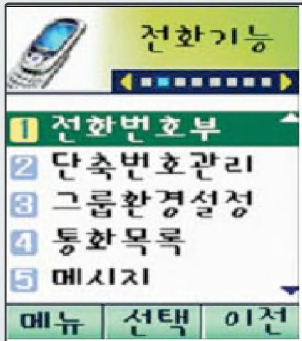 전화기능
1 전화번호부
2 단축번호관리
3 그룹환경설정
4 통화목록
5 메시지
메뉴 선택 이전